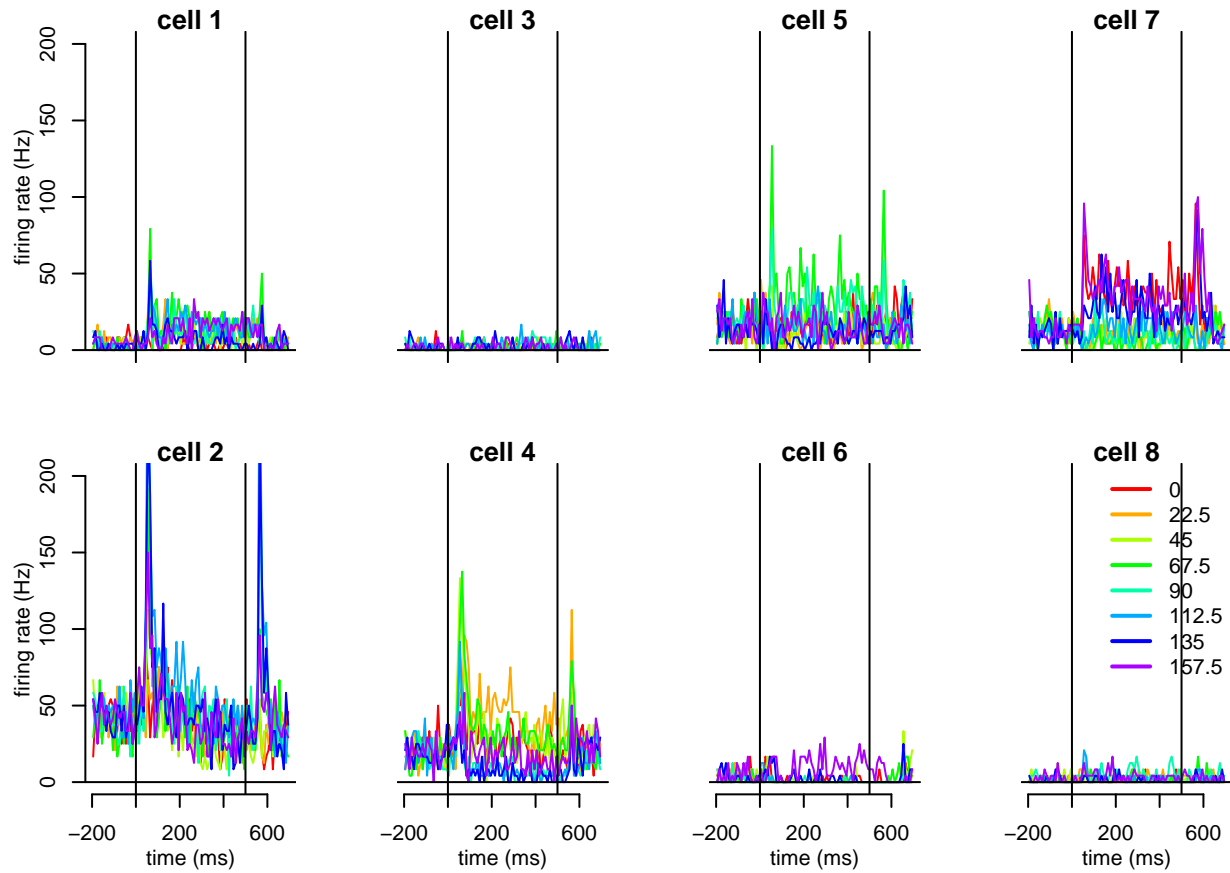 cell 1
cell 3
cell 5
cell 7
firing rate (Hz)
0
50
100
150
200
cell 2
cell 4
cell 6
cell 8
firing rate (Hz)
0
50
100
150
200
0
22.5
45
67.5
90
112.5
135
157.5
−200 200 600
−200 200 600
−200 200 600
−200 200 600
time (ms)
time (ms)
time (ms)
time (ms)